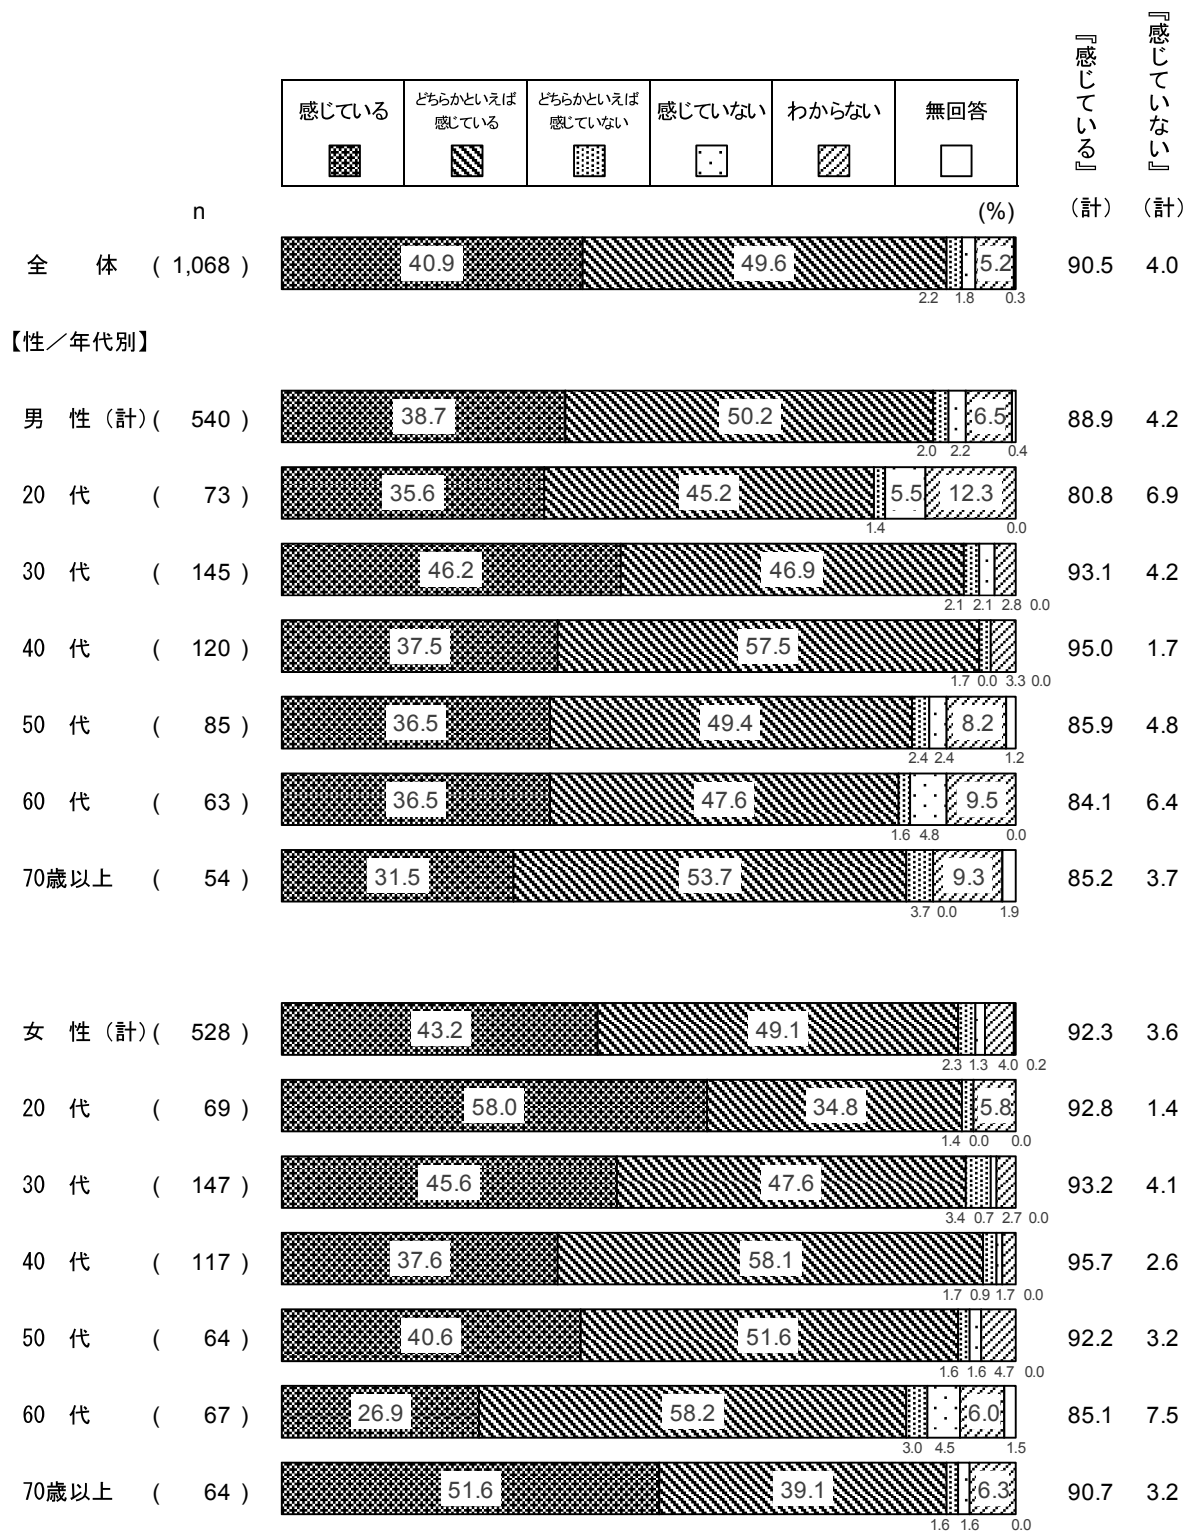 『感じている』 『感じていない』
感じている どちらかといえば感じている どちらかといえば感じていない 感じていない わからない 無回答
n (%) （計） （計）
全 体 ( 1,068 ) 40.9 49.6 5.2 90.5 4.0
2.2 1.8 0.3
【性／年代別】
男 性（計）( 540 ) 38.7 50.2 6.5 88.9 4.2
2.0 2.2 0.4
20 代 ( 73 ) 35.6 45.2 5.5 12.3 80.8 6.9
1.4 0.0
30 代 ( 145 ) 46.2 46.9 93.1 4.2
2.1 2.1 2.8 0.0
40 代 ( 120 ) 37.5 57.5 95.0 1.7
1.7 0.0 3.3 0.0
50 代 ( 85 ) 36.5 49.4 8.2 85.9 4.8
2.4 2.4 1.2
60 代 ( 63 ) 36.5 47.6 9.5 84.1 6.4
1.6 4.8 0.0
70歳以上 ( 54 ) 31.5 53.7 9.3 85.2 3.7
3.7 0.0 1.9
女 性（計）( 528 ) 43.2 49.1 92.3 3.6
2.3 1.3 4.0 0.2
20 代 ( 69 ) 58.0 34.8 5.8 92.8 1.4
1.4 0.0 0.0
30 代 ( 147 ) 45.6 47.6 93.2 4.1
3.4 0.7 2.7 0.0
40 代 ( 117 ) 37.6 58.1 95.7 2.6
1.7 0.9 1.7 0.0
50 代 ( 64 ) 40.6 51.6 92.2 3.2
1.6 1.6 4.7 0.0
60 代 ( 67 ) 26.9 58.2 6.0 85.1 7.5
3.0 4.5 1.5
70歳以上 ( 64 ) 51.6 39.1 6.3 90.7 3.2
1.6 1.6 0.0